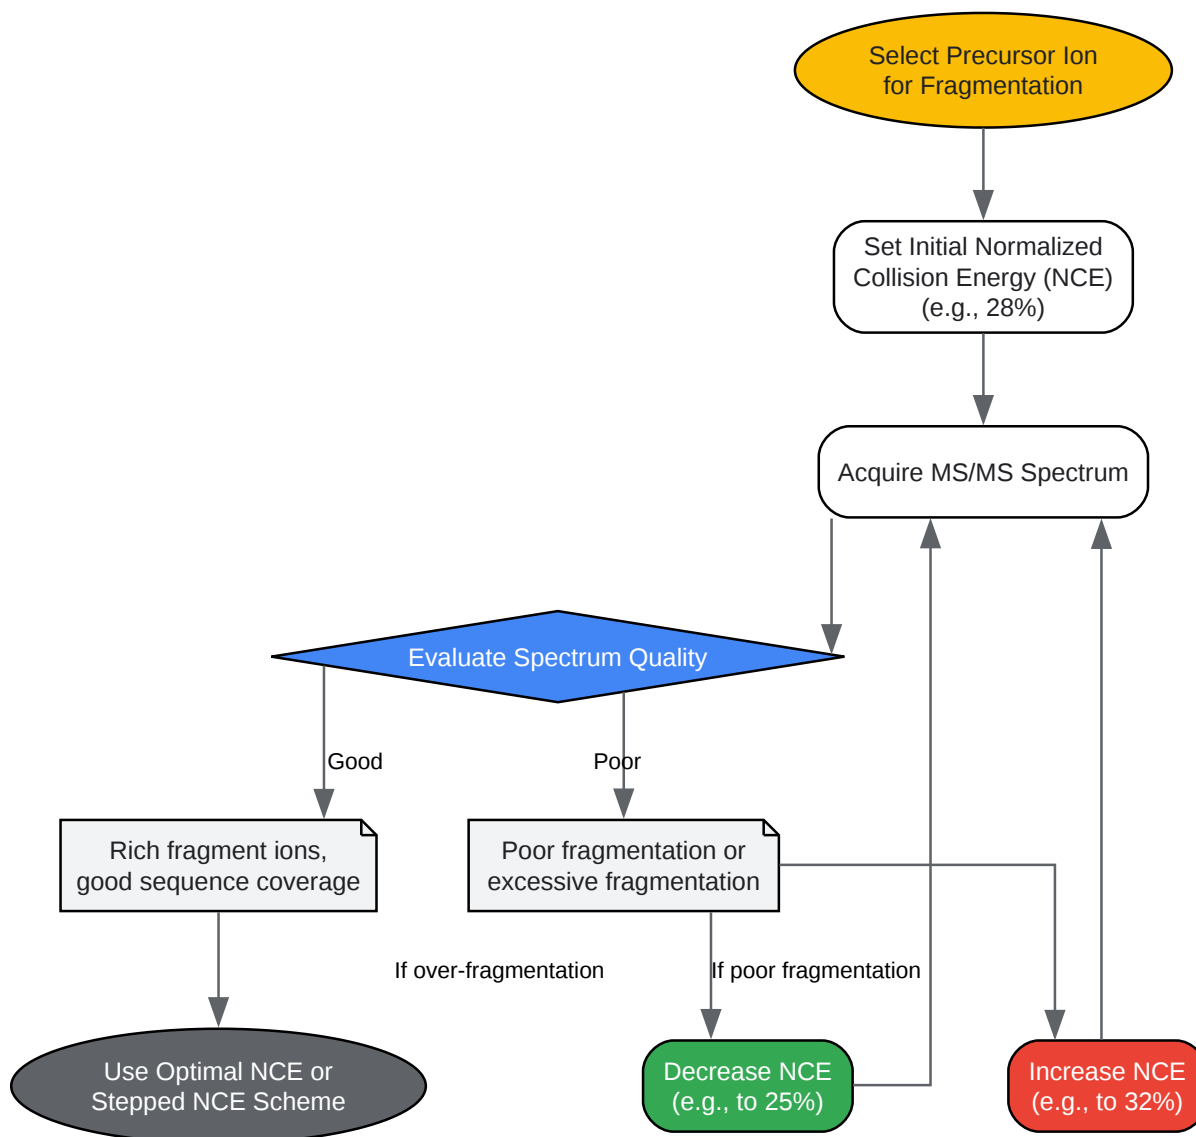 Select Precursor Ion
for Fragmentation
Set Initial Normalized
Collision Energy (NCE)
(e.g., 28%)
Acquire MS/MS Spectrum
Evaluate Spectrum Quality
Good
Poor
Rich fragment ions,
good sequence coverage
Poor fragmentation or
excessive fragmentation
If over-fragmentation
If poor fragmentation
Use Optimal NCE or
Stepped NCE Scheme
Decrease NCE
(e.g., to 25%)
Increase NCE
(e.g., to 32%)